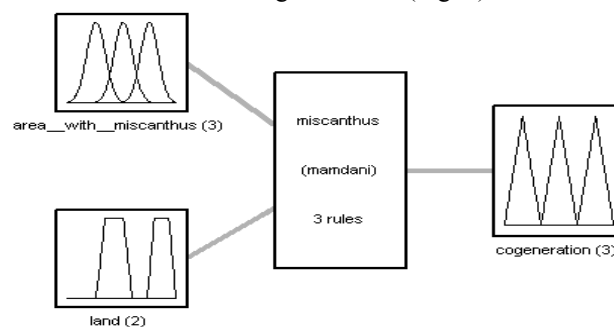 area__with__miscanthus (3)
land (2)
miscanthus
(mamdani)
3 rules
cogeneration (3)